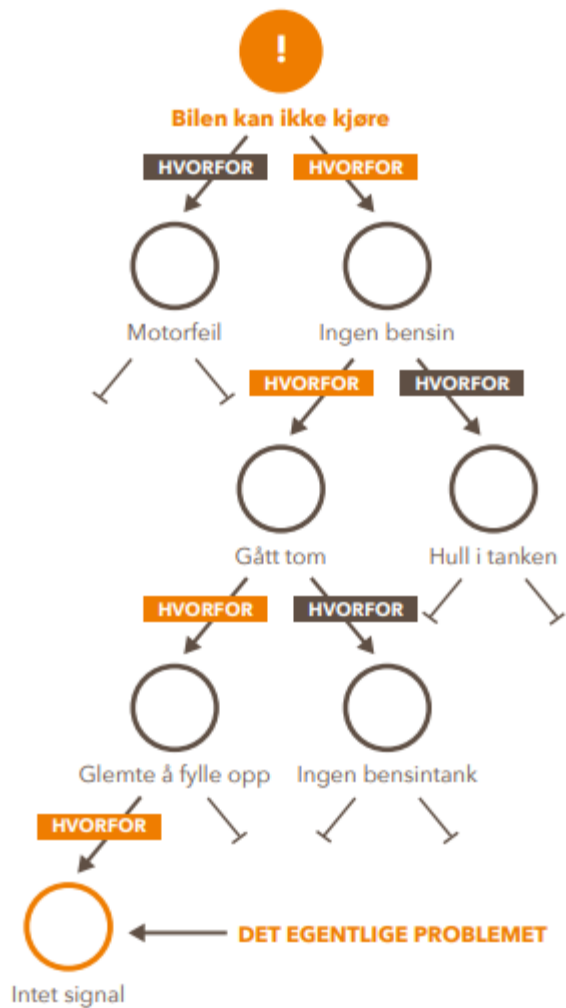 !
Bilen kan ikke kjøre
HVORFOR HVORFOR
Motorfeil Ingen bensin
HVORFOR HVORFOR
Gått tom Hull i tanken
HVORFOR HVORFOR
Glemte å fylle opp Ingen bensintank
HVORFOR
DET EGENTLIGE PROBLEMET
Intet signal